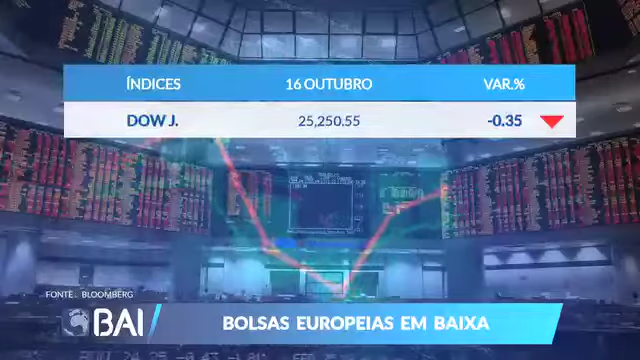 ÍNDICES 16 OUTUBRO VAR.%
DOW J. 25,250.55 -0.35
FONTE . BLOOMBERG
BAI BOLSAS EUROPEIAS EM BAIXA